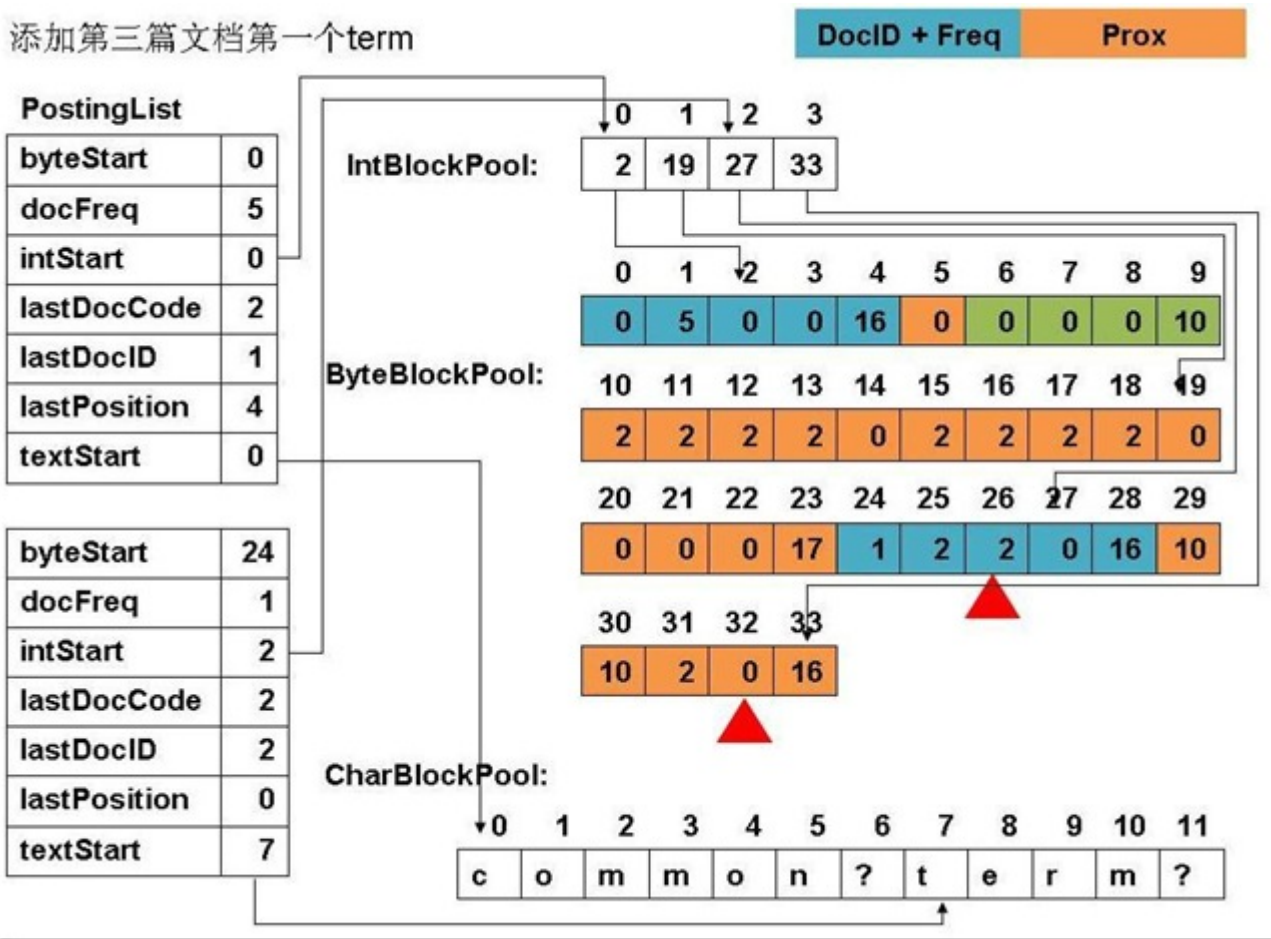 添加第三篇文档第一个term
DocID + Freq Prox
PostingList
byteStart 0
docFreq 5
intStart 0
lastDocCode 2
lastDocID 1
lastPosition 4
textStart 0
byteStart 24
docFreq 1
intStart 2
lastDocCode 2
lastDocID 2
lastPosition 0
textStart 7
0 1 2 3
IntBlockPool: 2 19 27 33
0 1 2 3 4 5 6 7 8 9
0 5 0 0 16 0 0 0 0 10
ByteBlockPool:
10 11 12 13 14 15 16 17 18 19
2 2 2 2 0 2 2 2 2 0
20 21 22 23 24 25 26 27 28 29
0 0 0 17 1 2 2 0 16 10
30 31 32 33
10 2 0 16
CharBlockPool:
0 1 2 3 4 5 6 7 8 9 10 11
c o m m o n ? t e r m ?